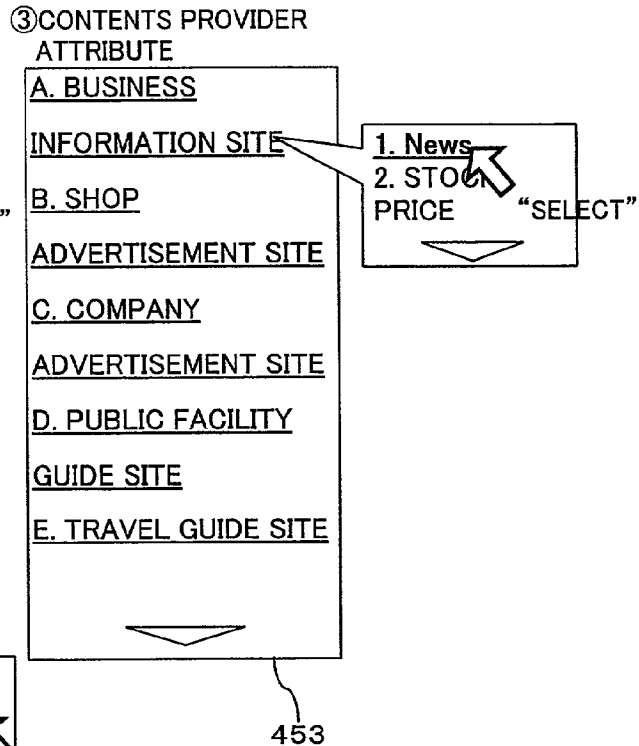 ③CONTENTS PROVIDER
ATTRIBUTE
A. BUSINESS
INFORMATION SITE
B. SHOP
ADVERTISEMENT SITE
C. COMPANY
ADVERTISEMENT SITE
D. PUBLIC FACILITY
GUIDE SITE
E. TRAVEL GUIDE SITE
1. News
2. STOCK
PRICE
“SELECT”
”
453